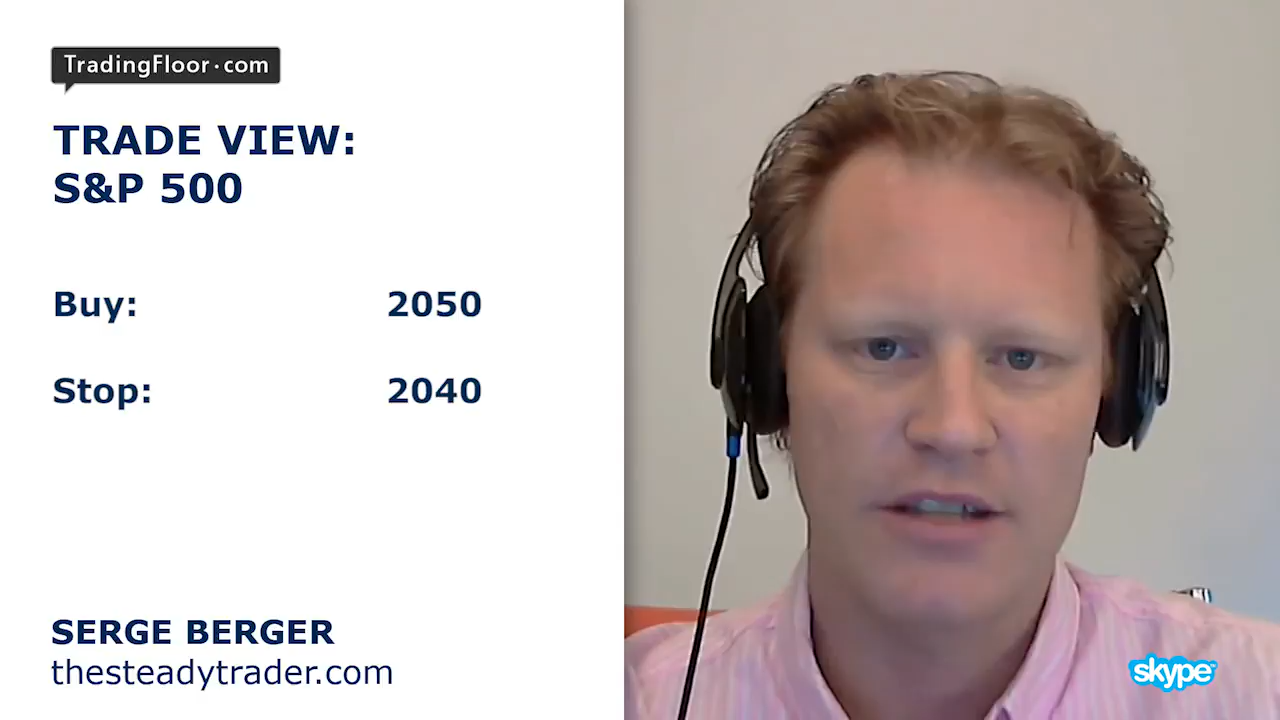 TradingFloor·com
TRADE VIEW:
S&P 500
Buy: 2050
Stop: 2040
SERGE BERGER
thesteadytrader.com
skype